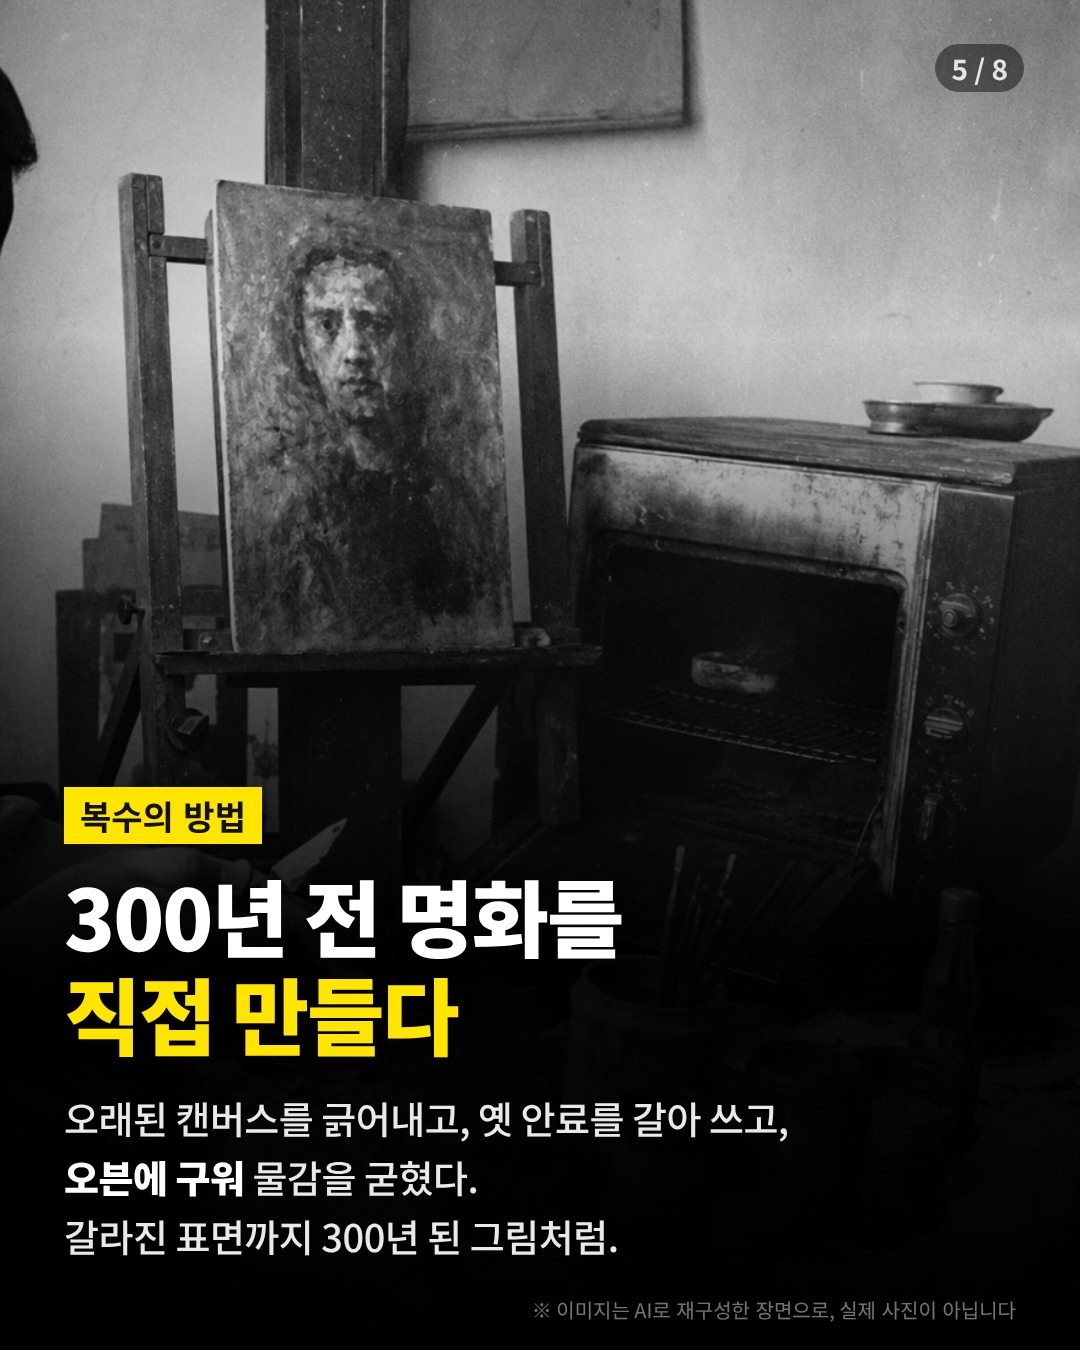 5 / 8
복수의 방법
300년 전 명화를
직접 만들다
오래된 캔버스를 긁어내고, 옛 안료를 갈아 쓰고,
오븐에 구워 물감을 굳혔다.
갈라진 표면까지 300년 된 그림처럼.
※ 이미지는 AI로 재구성한 장면으로, 실제 사진이 아닙니다